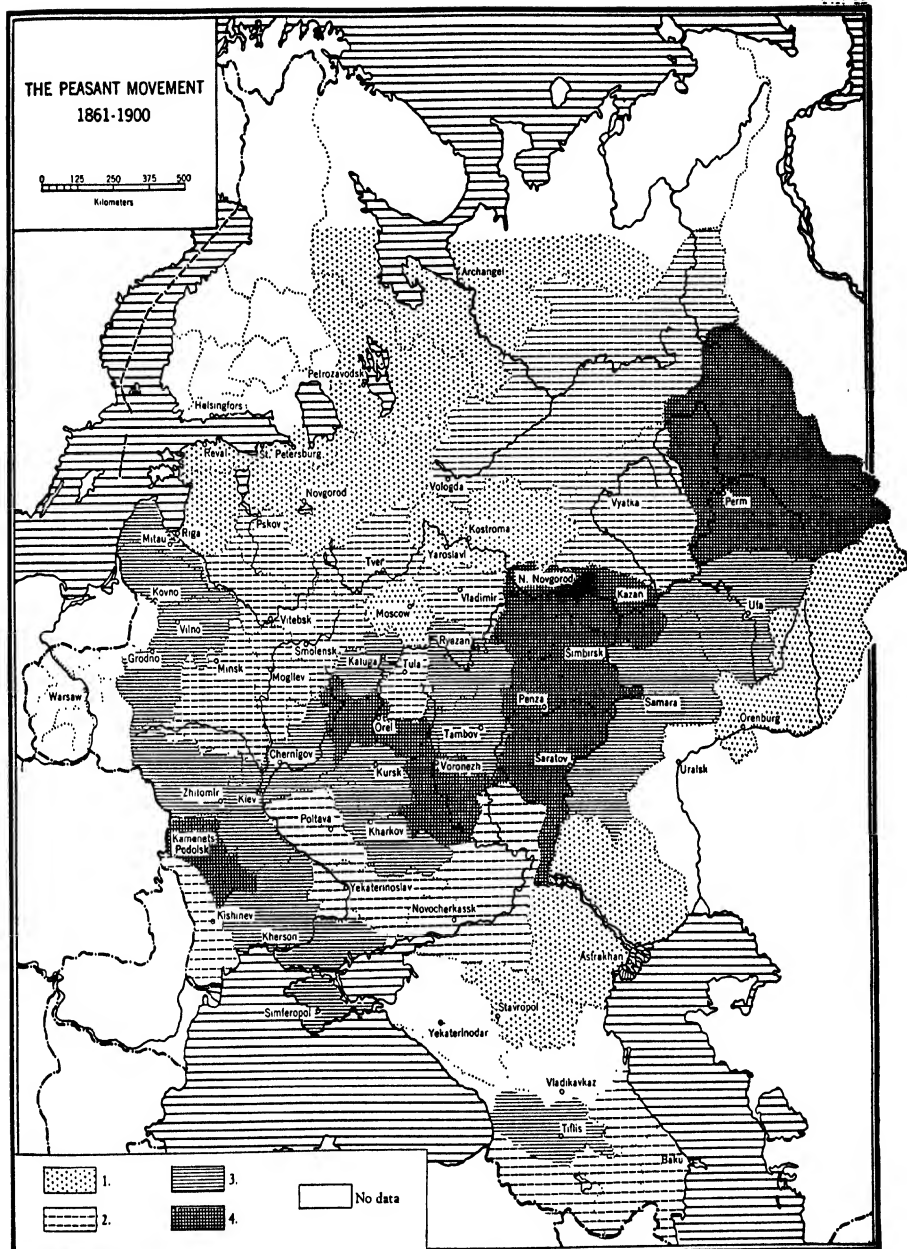 THE PEASANT MOVEMENT
1861-1900
0 125 250 375 500
Kilometers
Archangel
Petrozavodsk
Helsingfors
Reval
St. Petersburg
Novgorod
Vologda
Vyatka
Perm
Pskov
Kostroma
Riga
Mitau
Yaroslavl
Tver
N. Novgorod
Kazan
Kovno
Vladimir
Moscow
Ufa
Vitebsk
Vilno
Ryazan
Smolensk
Simbirsk
Grodno
Minsk
Kaluga
Tula
Mogilev
Warsaw
Penza
Samara
Orel
Tambov
Orenburg
Chernigov
Voronezh
Saratov
Kursk
Uralsk
Zhitomir
Kiev
Poltava
Kharkov
Kamenets
Podolsk
Yekaterinoslav
Kishinev
Novocherkassk
Kherson
Astrakhan
Simferopol
Stavropol
Yekaterinodar
Vladikavkaz
Tiflis
Baku
1.
3.
No data
2.
4.